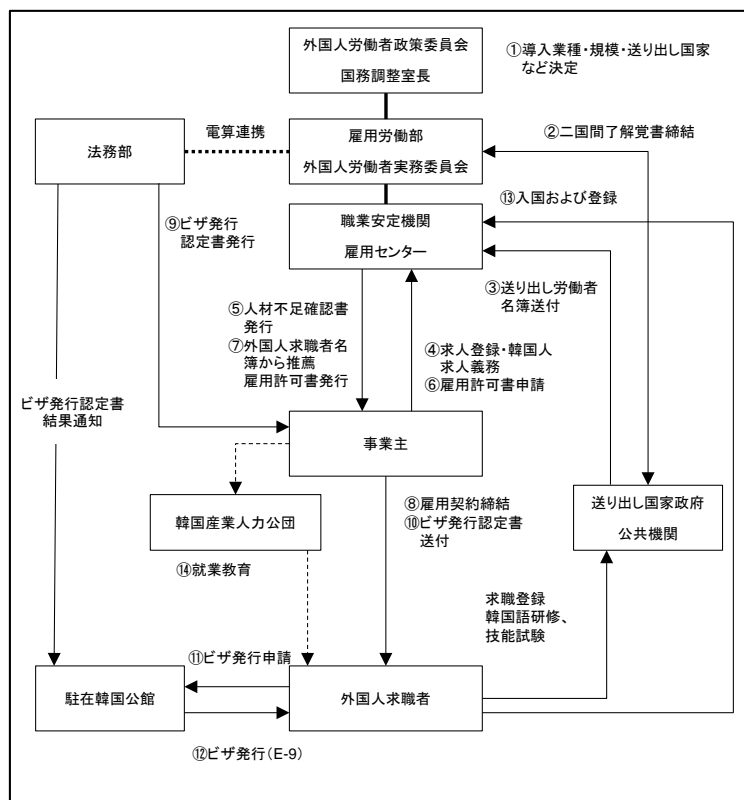 外国人労働者政策委員会
国務調整室長
①導入業種・規模・送り出し国家
など決定
法務部
電算連携
雇用労働部
外国人労働者実務委員会
②二国間了解覚書締結
⑬入国および登録
職業安定機関
雇用センター
⑨ビザ発行
認定書発行
③送り出し労働者
名簿送付
⑤人材不足確認書
発行
⑦外国人求職者名
簿から推薦
雇用許可書発行
④求人登録・韓国人
求人義務
⑥雇用許可書申請
ビザ発行認定書
結果通知
事業主
韓国産業人力公団
⑧雇用契約締結
⑩ビザ発行認定書
送付
送り出し国家政府
公共機関
⑭就業教育
求職登録
韓国語研修、
技能試験
⑪ビザ発行申請
駐在韓国公館
外国人求職者
⑫ビザ発行(E-9)